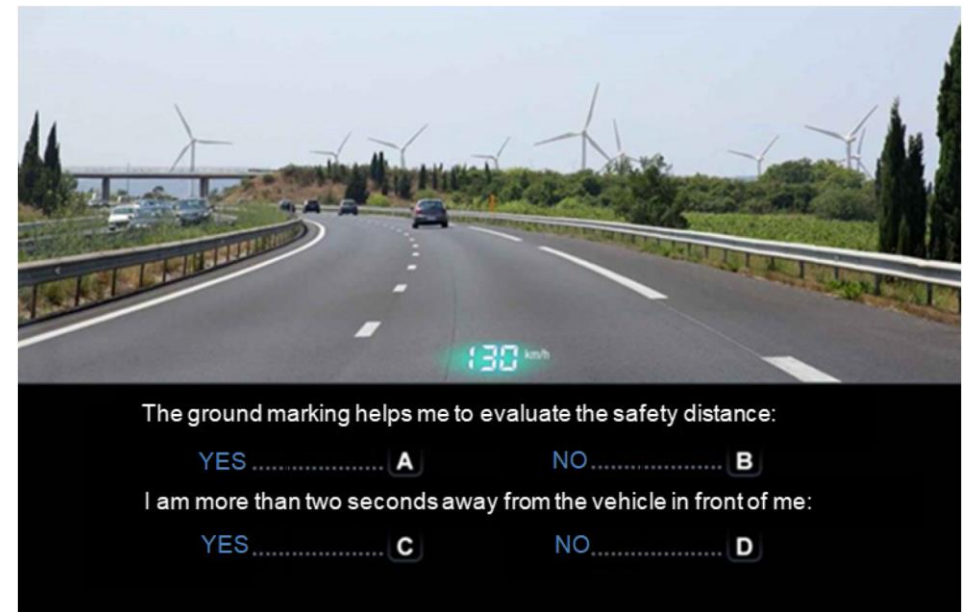 130 km/h
The ground marking helps me to evaluate the safety distance:
YES ..................... A
NO ..................... B
I am more than two seconds away from the vehicle in front of me:
YES ..................... C
NO ..................... D